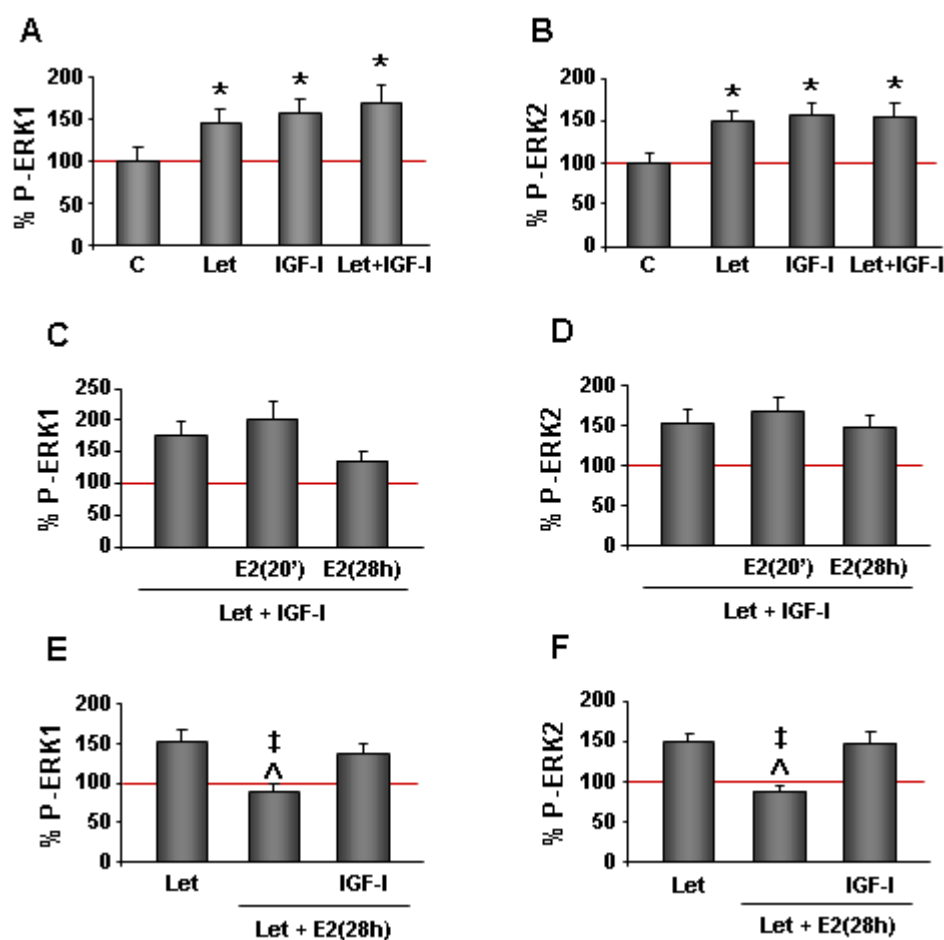 A
% P-ERK1
200
150
100
50
0
* * *
C Let IGF-I Let+IGF-I
B
% P-ERK2
200
150
100
50
0
* * *
C Let IGF-I Let+IGF-I
C
% P-ERK1
250
200
150
100
50
0
E2(20') E2(28h)
Let + IGF-I
D
% P-ERK2
200
150
100
50
0
E2(20') E2(28h)
Let + IGF-I
E
% P-ERK1
200
150
100
50
0
‡
^
Let IGF-I
Let + E2(28h)
F
% P-ERK2
200
150
100
50
0
‡
^
Let IGF-I
Let + E2(28h)